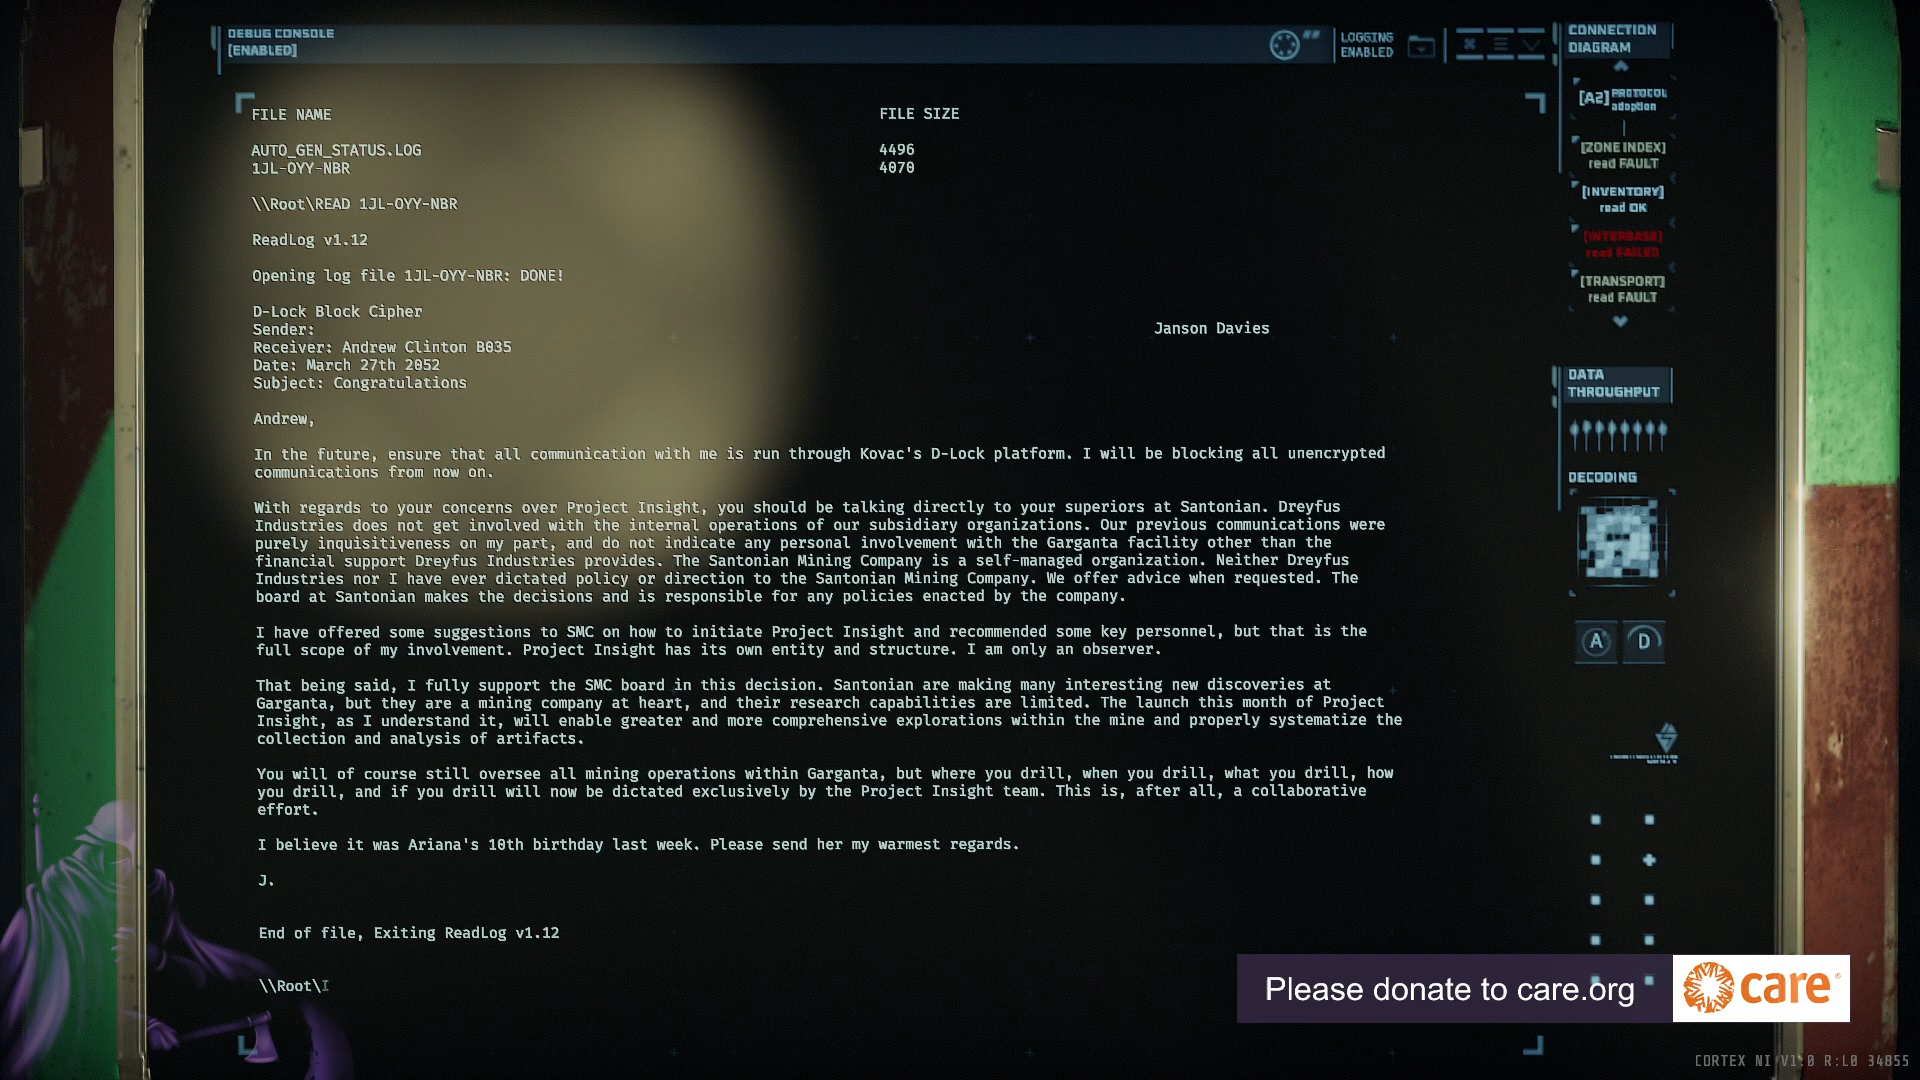 DEBUG CONSOLE
[ENABLED]
LOGGING
ENABLED
FILE NAME FILE SIZE
AUTO_GEN_STATUS.LOG 4496
1JL-OYY-NBR 4070
\\Root\READ 1JL-OYY-NBR
ReadLog v1.12
Opening log file 1JL-OYY-NBR: DONE!
D-Lock Block Cipher
Sender: Janson Davies
Receiver: Andrew Clinton B035
Date: March 27th 2052
Subject: Congratulations
Andrew,
In the future, ensure that all communication with me is run through Kovac's D-Lock platform. I will be blocking all unencrypted
communications from now on.
With regards to your concerns over Project Insight, you should be talking directly to your superiors at Santonian. Dreyfus
Industries does not get involved with the internal operations of our subsidiary organizations. Our previous communications were
purely inquisitiveness on my part, and do not indicate any personal involvement with the Garganta facility other than the
financial support Dreyfus Industries provides. The Santonian Mining Company is a self-managed organization. Neither Dreyfus
Industries nor I have ever dictated policy or direction to the Santonian Mining Company. We offer advice when requested. The
board at Santonian makes the decisions and is responsible for any policies enacted by the company.
I have offered some suggestions to SMC on how to initiate Project Insight and recommended some key personnel, but that is the
full scope of my involvement. Project Insight has its own entity and structure. I am only an observer.
That being said, I fully support the SMC board in this decision. Santonian are making many interesting new discoveries at
Garganta, but they are a mining company at heart, and their research capabilities are limited. The launch this month of Project
Insight, as I understand it, will enable greater and more comprehensive explorations within the mine and properly systematize the
collection and analysis of artifacts.
You will of course still oversee all mining operations within Garganta, but where you drill, when you drill, what you drill, how
you drill, and if you drill will now be dictated exclusively by the Project Insight team. This is, after all, a collaborative
effort.
I believe it was Ariana's 10th birthday last week. Please send her my warmest regards.
J.
End of file, Exiting ReadLog v1.12
\\Root\
CONNECTION
DIAGRAM
[A2] PROTOCOL
adoption
[ZONE INDEX]
read FAULT
[INVENTORY]
read OK
[INTERBASE]
read FAILED
[TRANSPORT]
read FAULT
DATA
THROUGHPUT
DECODING
A D
Please donate to care.org
care
CORTEX NI V1.0 R:L0 34855